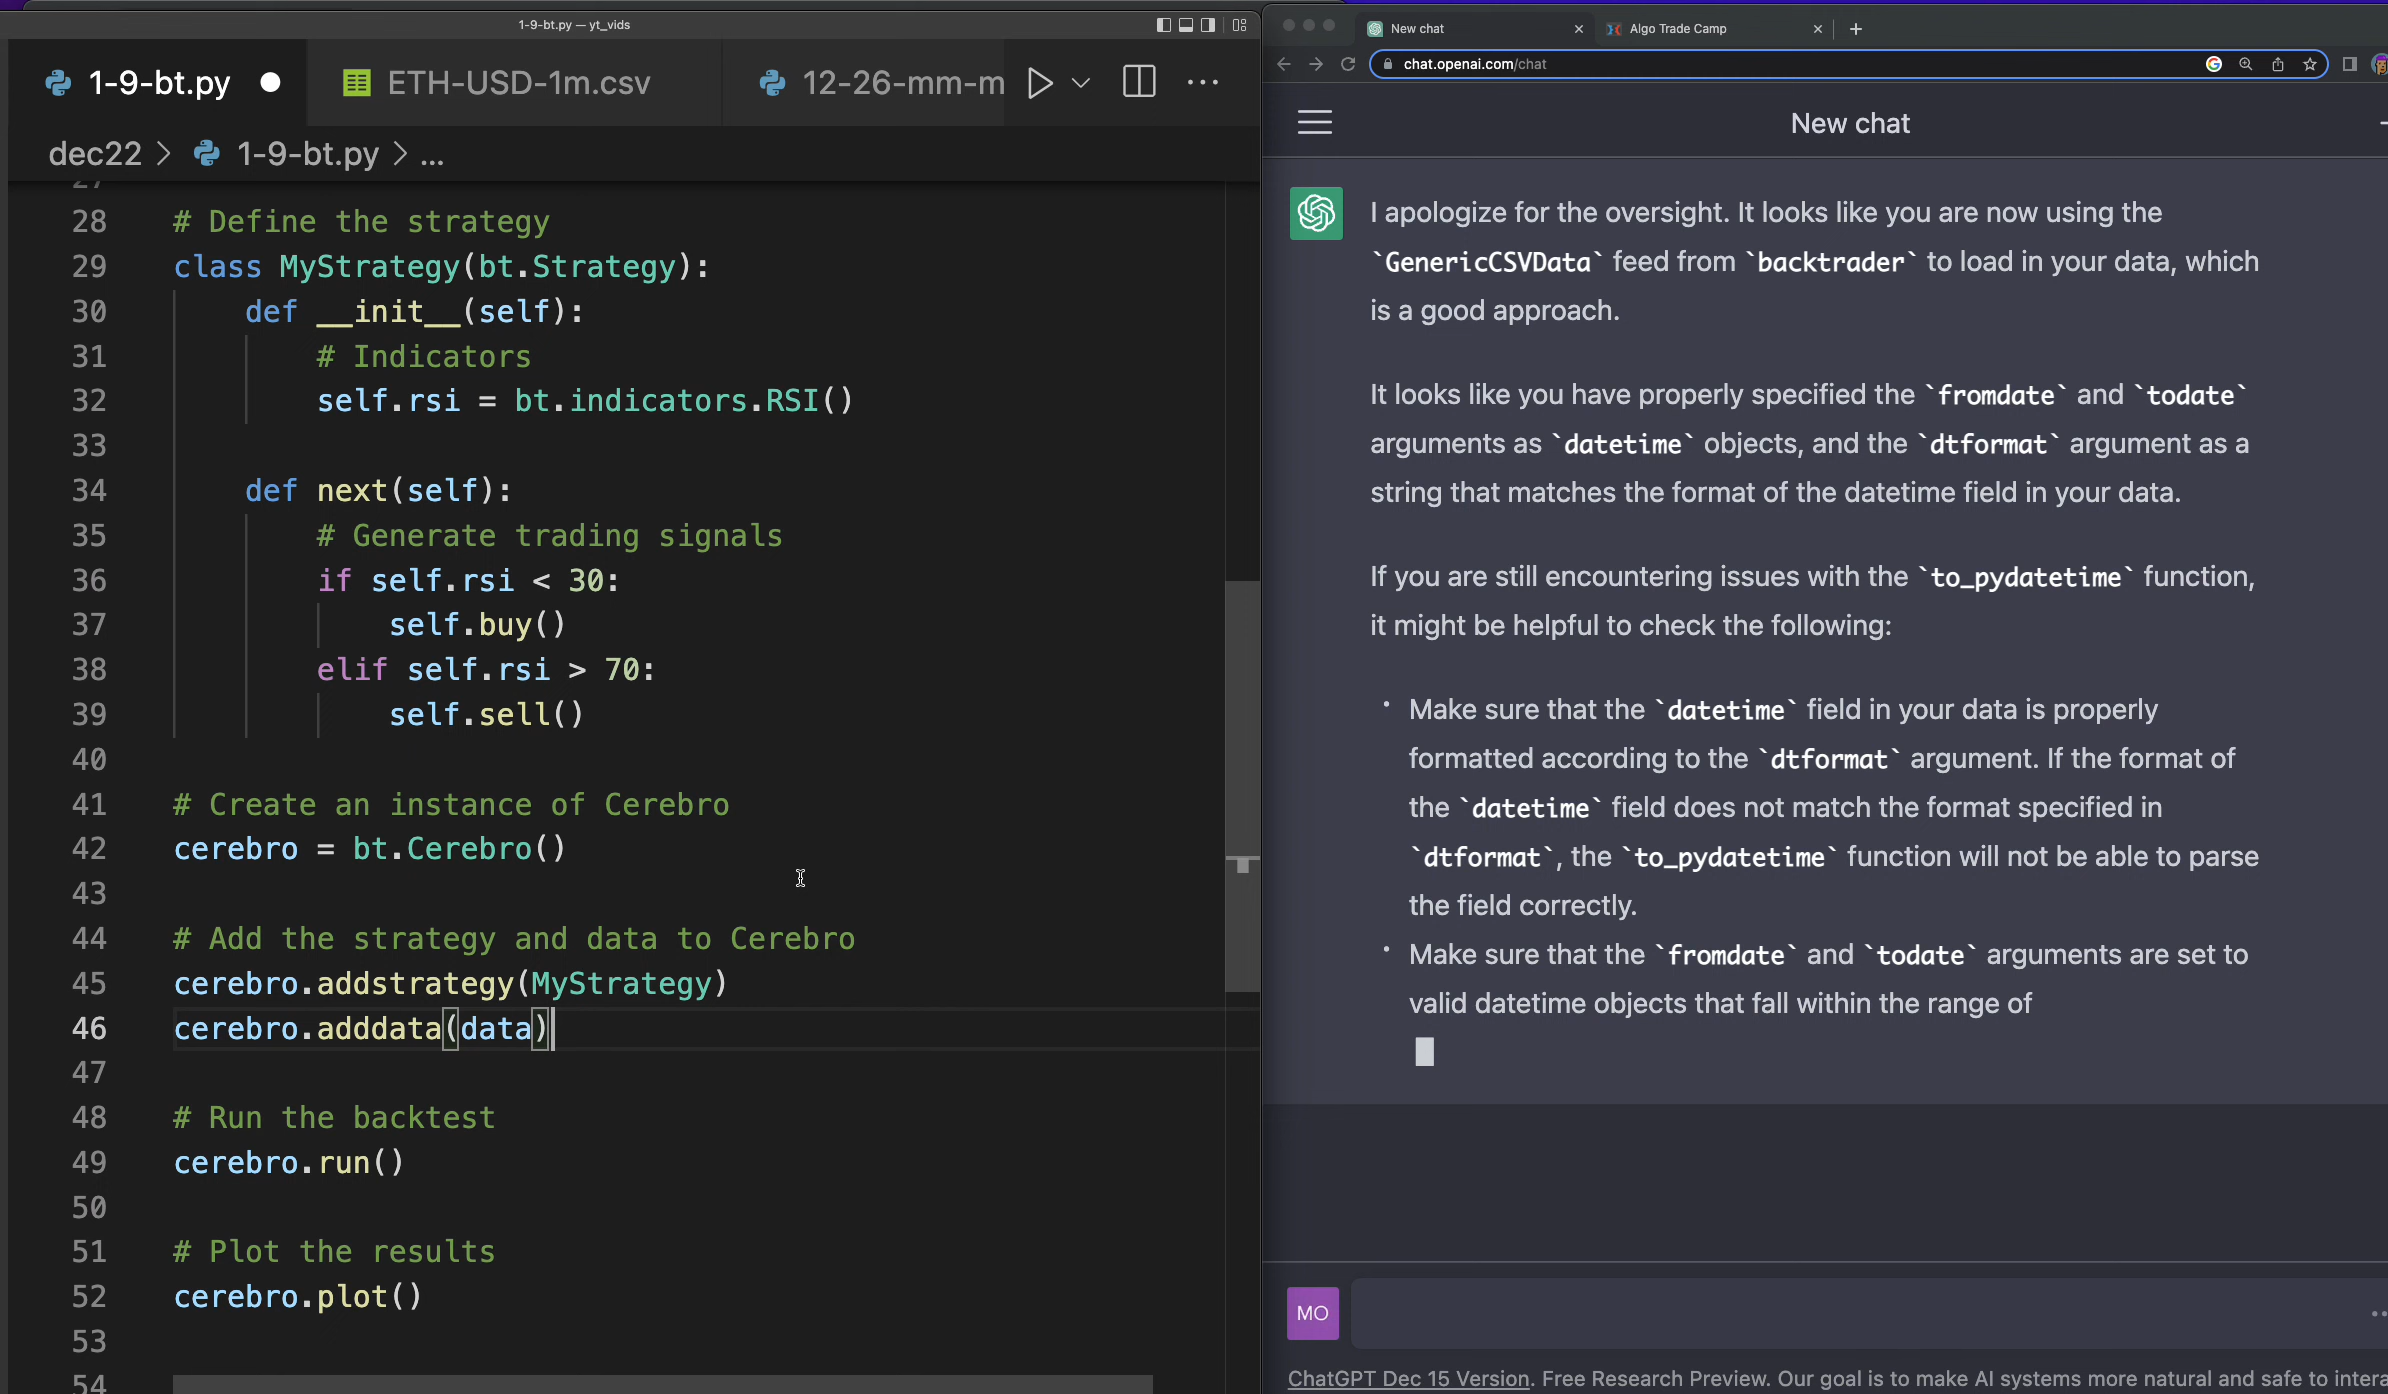 1-9-bt.py — yt_vids
1-9-bt.py
ETH-USD-1m.csv
12-26-mm-m
dec22 > 1-9-bt.py > ...
27
28 # Define the strategy
29 class MyStrategy(bt.Strategy):
30 def __init__(self):
31 # Indicators
32 self.rsi = bt.indicators.RSI()
33
34 def next(self):
35 # Generate trading signals
36 if self.rsi < 30:
37 self.buy()
38 elif self.rsi > 70:
39 self.sell()
40
41 # Create an instance of Cerebro
42 cerebro = bt.Cerebro()
43
44 # Add the strategy and data to Cerebro
45 cerebro.addstrategy(MyStrategy)
46 cerebro.adddata(data)
47
48 # Run the backtest
49 cerebro.run()
50
51 # Plot the results
52 cerebro.plot()
53
54
New chat
Algo Trade Camp
chat.openai.com/chat
New chat
I apologize for the oversight. It looks like you are now using the
`GenericCSVData` feed from `backtrader` to load in your data, which
is a good approach.
It looks like you have properly specified the `fromdate` and `todate`
arguments as `datetime` objects, and the `dtformat` argument as a
string that matches the format of the datetime field in your data.
If you are still encountering issues with the `to_pydatetime` function,
it might be helpful to check the following:
• Make sure that the `datetime` field in your data is properly
formatted according to the `dtformat` argument. If the format of
the `datetime` field does not match the format specified in
`dtformat`, the `to_pydatetime` function will not be able to parse
the field correctly.
• Make sure that the `fromdate` and `todate` arguments are set to
valid datetime objects that fall within the range of
MO
ChatGPT Dec 15 Version. Free Research Preview. Our goal is to make AI systems more natural and safe to intera